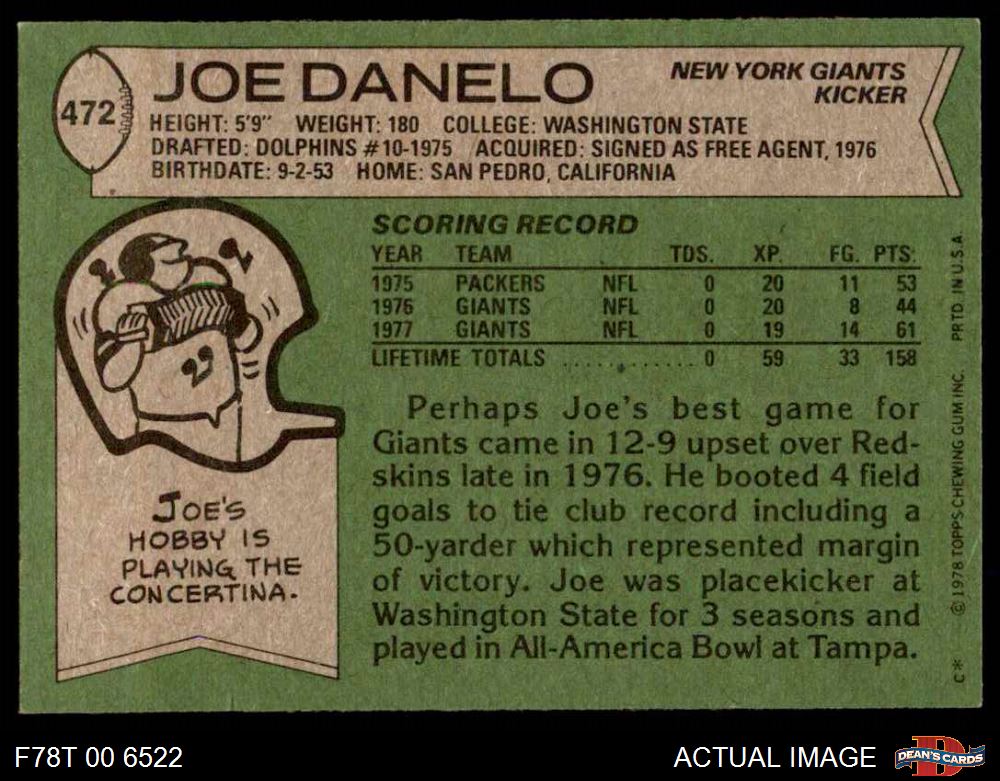 472
JOE DANELO
NEW YORK GIANTS
KICKER
HEIGHT: 5'9" WEIGHT: 180 COLLEGE: WASHINGTON STATE
DRAFTED: DOLPHINS #10-1975 ACQUIRED: SIGNED AS FREE AGENT, 1976
BIRTHDATE: 9-2-53 HOME: SAN PEDRO, CALIFORNIA
SCORING RECORD
YEAR TEAM TDS. XP. FG. PTS.
1975 PACKERS NFL 0 20 11 53
1976 GIANTS NFL 0 20 8 44
1977 GIANTS NFL 0 19 14 61
LIFETIME TOTALS ............ 0 59 33 158
29
JOE'S
HOBBY IS
PLAYING THE
CONCERTINA.
Perhaps Joe's best game for
Giants came in 12-9 upset over Red-
skins late in 1976. He booted 4 field
goals to tie club record including a
50-yarder which represented margin
of victory. Joe was placekicker at
Washington State for 3 seasons and
played in All-America Bowl at Tampa.
C* © 1978 TOPPS CHEWING GUM INC. PRTD. IN U.S.A.
F78T 00 6522
ACTUAL IMAGE
D
DEAN'S CARDS